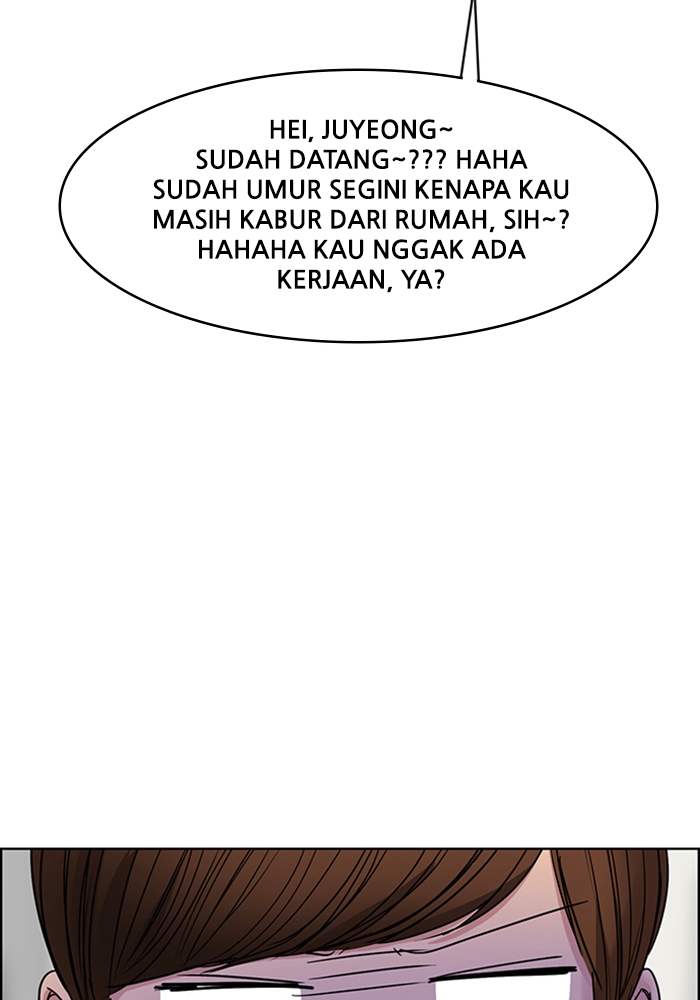 HEI, JUYEONG~
SUDAH DATANG~??? HAHA
SUDAH UMUR SEGINI KENAPA KAU
MASIH KABUR DARI RUMAH, SIH~?
HAHAHA KAU NGGAK ADA
KERJAAN, YA?